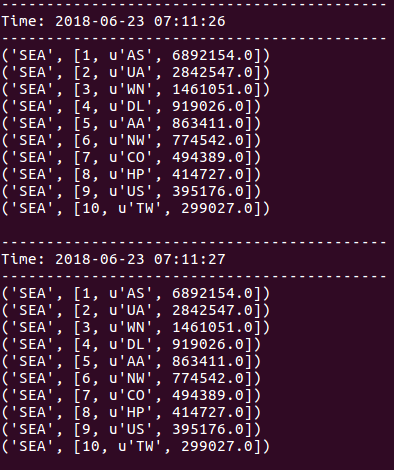 ---------------------------------------------
Time: 2018-06-23 07:11:26
---------------------------------------------
('SEA', [1, u'AS', 6892154.0])
('SEA', [2, u'UA', 2842547.0])
('SEA', [3, u'WN', 1461051.0])
('SEA', [4, u'DL', 919026.0])
('SEA', [5, u'AA', 863411.0])
('SEA', [6, u'NW', 774542.0])
('SEA', [7, u'CO', 494389.0])
('SEA', [8, u'HP', 414727.0])
('SEA', [9, u'US', 395176.0])
('SEA', [10, u'TW', 299027.0])
---------------------------------------------
Time: 2018-06-23 07:11:27
---------------------------------------------
('SEA', [1, u'AS', 6892154.0])
('SEA', [2, u'UA', 2842547.0])
('SEA', [3, u'WN', 1461051.0])
('SEA', [4, u'DL', 919026.0])
('SEA', [5, u'AA', 863411.0])
('SEA', [6, u'NW', 774542.0])
('SEA', [7, u'CO', 494389.0])
('SEA', [8, u'HP', 414727.0])
('SEA', [9, u'US', 395176.0])
('SEA', [10, u'TW', 299027.0])